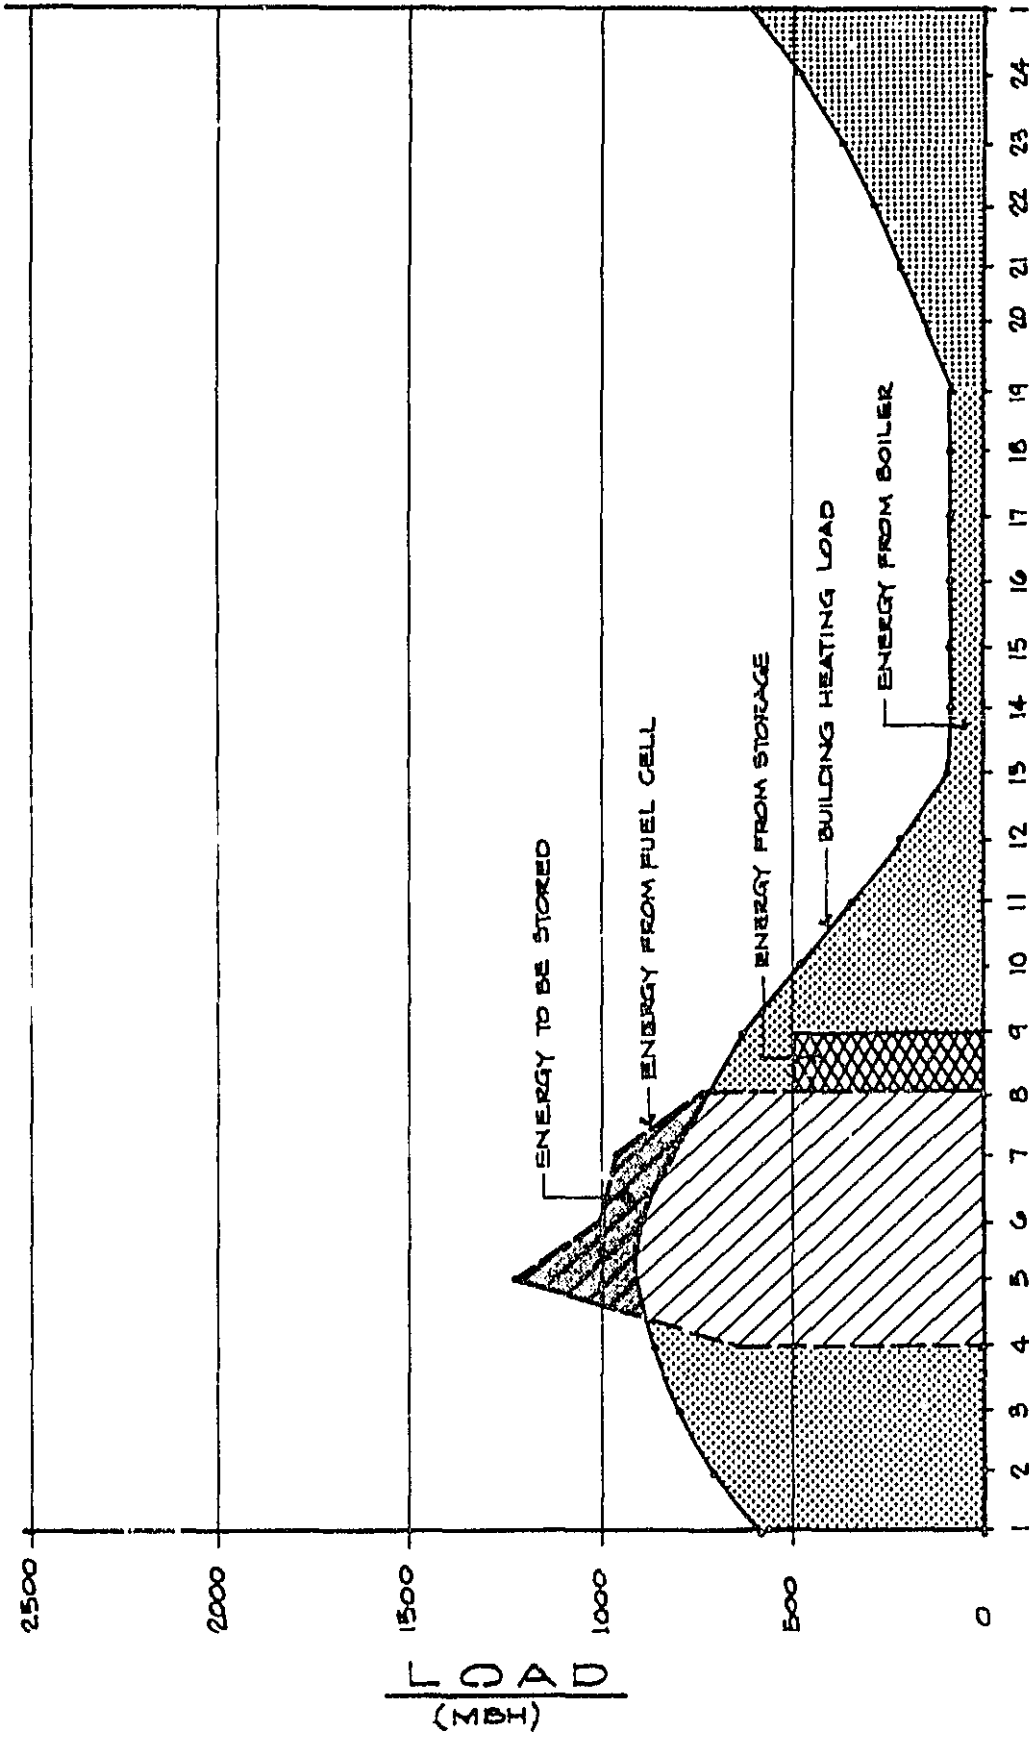 2500
2000
1500
1000
500
0
LOAD
(MBH)
ENERGY TO BE STORED
ENERGY FROM FUEL CELL
ENERGY FROM STORAGE
BUILDING HEATING LOAD
ENERGY FROM BOILER
1 2 3 4 5 6 7 8 9 10 11 12 13 14 15 16 17 18 19 20 21 22 23 24 1